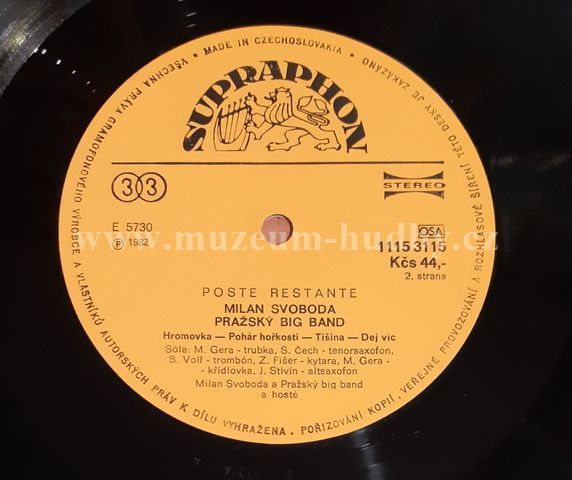 VŠECHNA PRÁVA GRAMOFONOVÉHO VÝROBCE A VLASTNÍKŮ AUTORSKÝCH PRÁV K DÍLU VYHRAŽENA. POŘIZOVÁNÍ KOPIÍ, VEŘEJNÉ PROVOZOVÁNÍ A ROZHLASOVÉ ŠÍŘENÍ TÉTO DESKY JE ZAKÁZÁNO • MADE IN CZECHOSLOVAKIA •
SUPRAPHON
33
STEREO
E 5730
℗ 1982
OSA
1115 3115
Kčs 44,-
2. strana
www.muzeum-hudby.cz
POSTE RESTANTE
MILAN SVOBODA
PRAŽSKÝ BIG BAND
Hromovka — Pohár hořkosti — Tišina — Dej víc
Sóla: M. Gera - trubka, S. Čech - tenorsaxofon,
B. Volf - trombón, Z. Fišer - kytara, M. Gera -
- křídlovka, J. Stivín - altsaxofon
Milan Svoboda a Pražský big band
a hosté